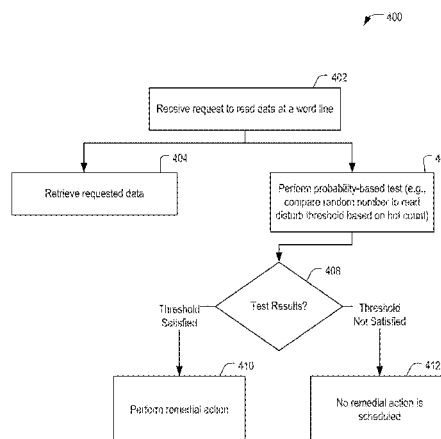 400
402
Receive request to read data at a word line
404
Retrieve requested data
Perform probability-based test (e.g.,
compare random number to read
disturb threshold based on hot count)
408
Test Results?
Threshold
Satisfied
Threshold
Not Satisfied
410
Perform remedial action
412
No remedial action is
scheduled